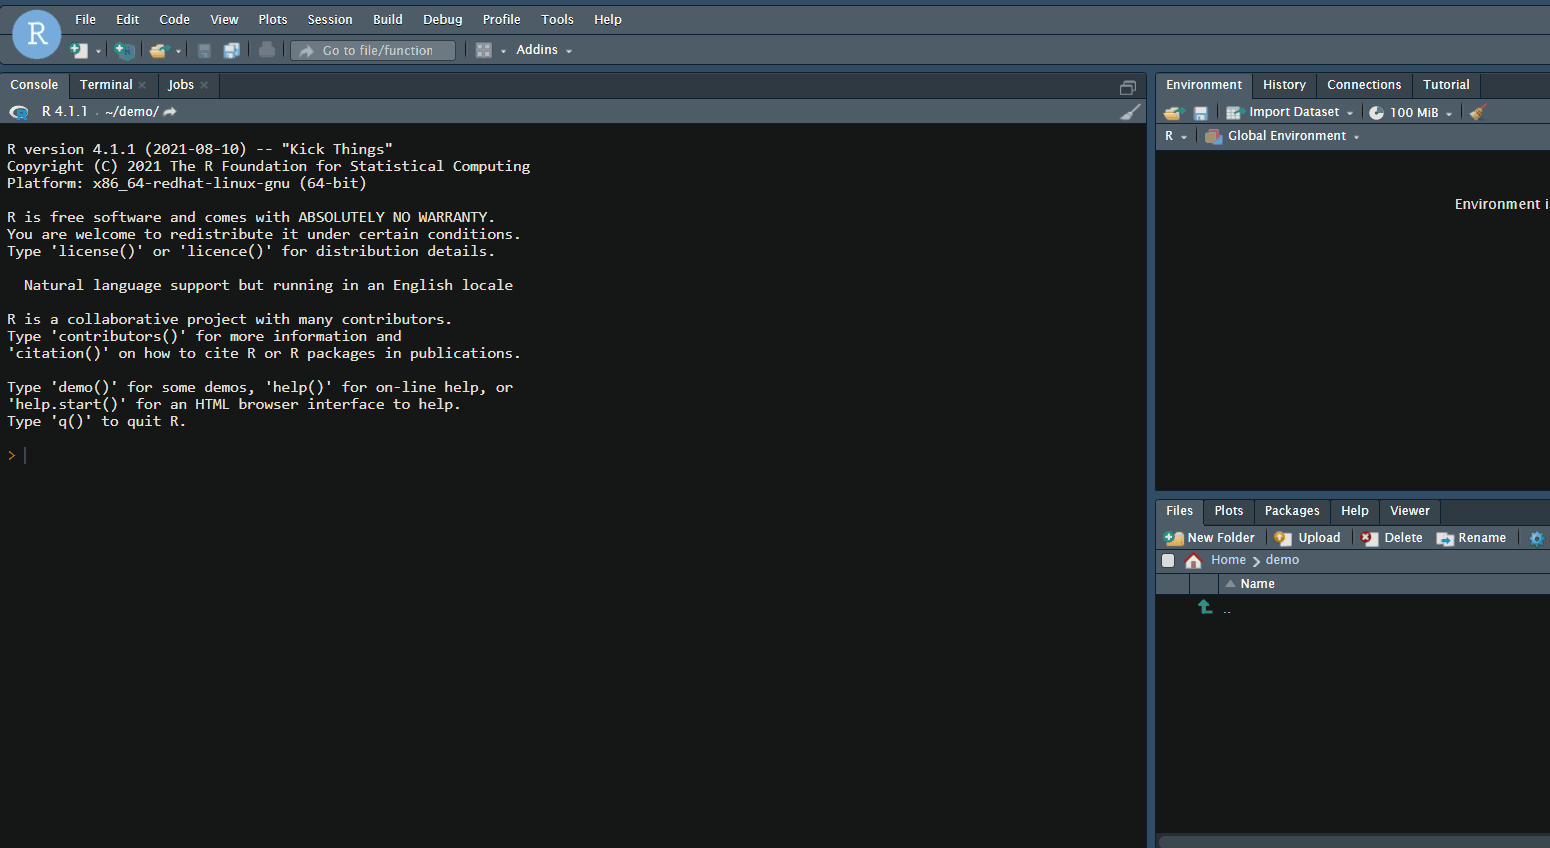 R
File Edit Code View Plots Session Build Debug Profile Tools Help
Go to file/function Addins
Console Terminal Jobs
R 4.1.1 . ~/demo/
R version 4.1.1 (2021-08-10) -- "Kick Things"
Copyright (C) 2021 The R Foundation for Statistical Computing
Platform: x86_64-redhat-linux-gnu (64-bit)
R is free software and comes with ABSOLUTELY NO WARRANTY.
You are welcome to redistribute it under certain conditions.
Type 'license()' or 'licence()' for distribution details.
Natural language support but running in an English locale
R is a collaborative project with many contributors.
Type 'contributors()' for more information and
'citation()' on how to cite R or R packages in publications.
Type 'demo()' for some demos, 'help()' for on-line help, or
'help.start()' for an HTML browser interface to help.
Type 'q()' to quit R.
>
Environment History Connections Tutorial
Import Dataset 100 MiB
R Global Environment
Environment i
Files Plots Packages Help Viewer
New Folder Upload Delete Rename
Home demo
Name
..